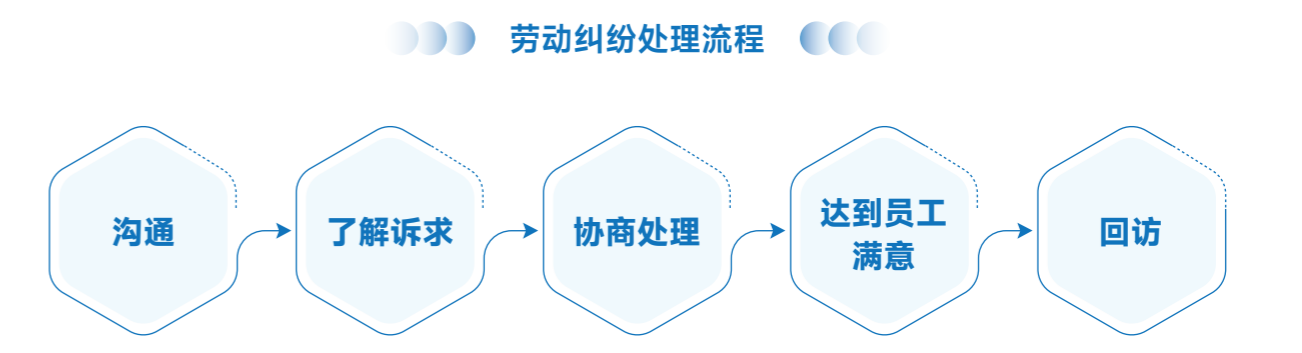 劳动纠纷处理流程
沟通
了解诉求
协商处理
达到员工
满意
回访